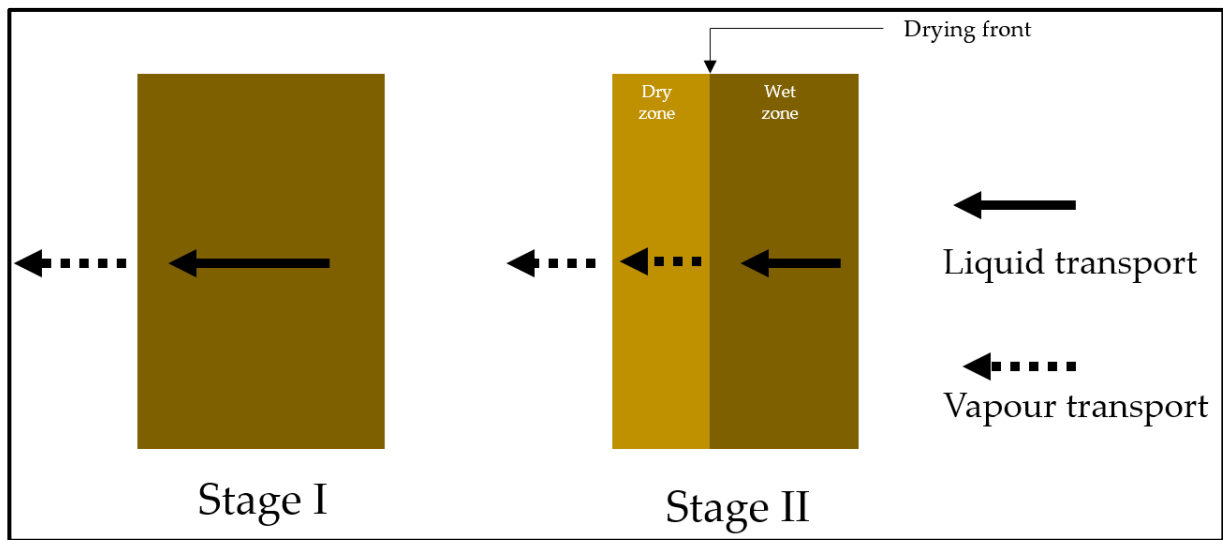 Drying front
Dry
zone
Wet
zone
Liquid transport
Vapour transport
Stage I
Stage II